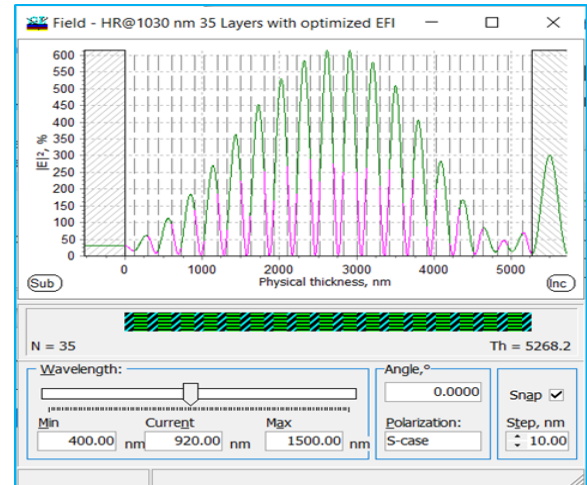 Field - HR@1030 nm 35 Layers with optimized EFI
600
550
500
450
400
350
300
250
200
150
100
50
0
|E|², %
0 1000 2000 3000 4000 5000
Physical thickness, nm
Sub
Inc
N = 35
Th = 5268.2
Wavelength:
Min Current Max
400.00 nm 920.00 nm 1500.00 nm
Angle,°
0.0000
Polarization:
S-case
Snap
Step, nm
10.00